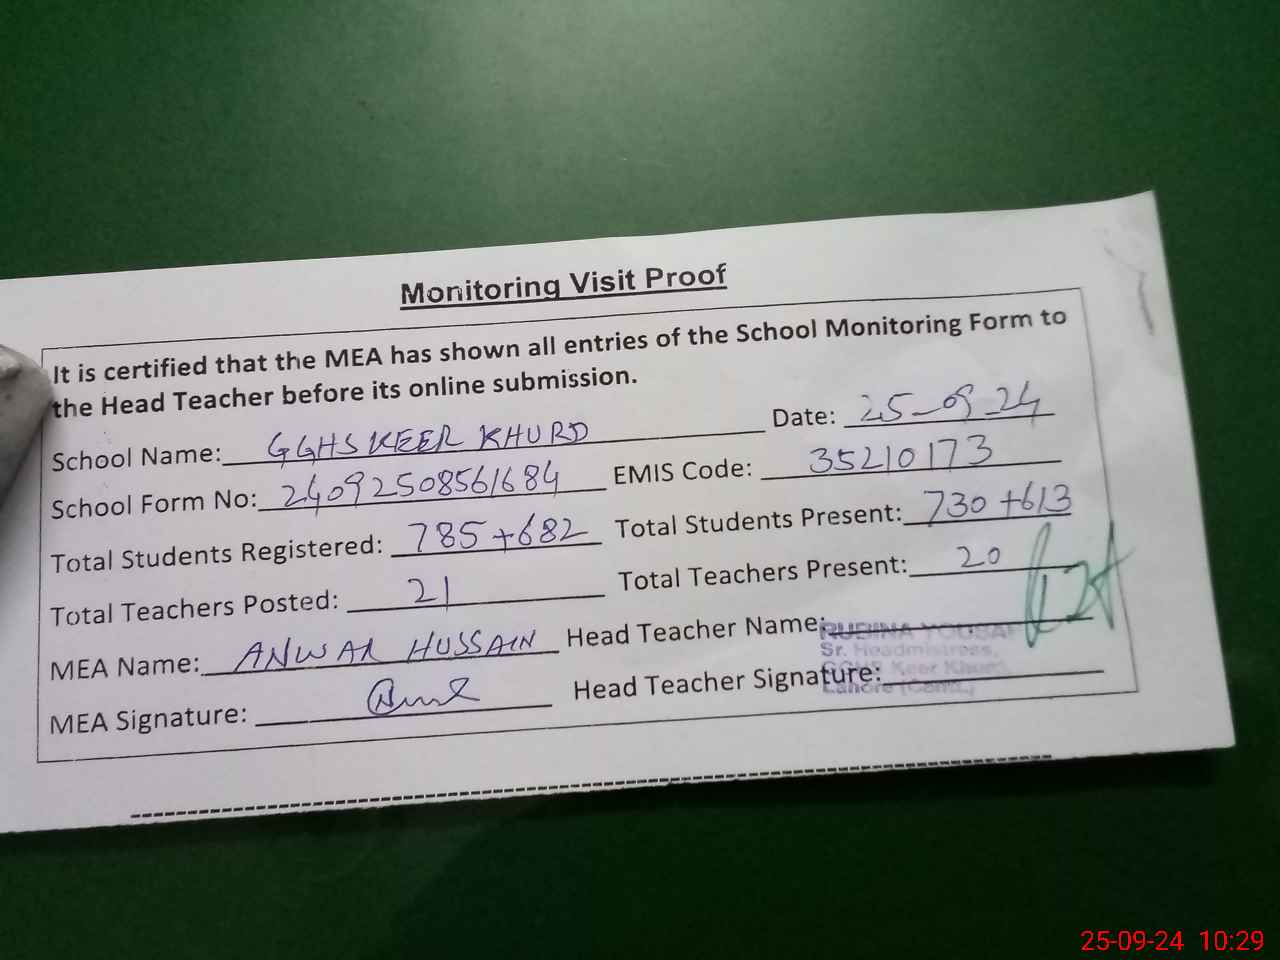 Monitoring Visit Proof
It is certified that the MEA has shown all entries of the School Monitoring Form to
the Head Teacher before its online submission.
School Name: GGHS KEER KHURD Date: 25-09-24
School Form No: 24092508561684 EMIS Code: 35210173
Total Students Registered: 785+682 Total Students Present: 730+613
Total Teachers Posted: 21 Total Teachers Present: 20
MEA Name: ANWAR HUSSAIN Head Teacher Name: RUBINA YOUSAF
Sr. Headmistress,
GGHS Keer Khurd,
Lahore (Cantt.)
MEA Signature: Head Teacher Signature:
25-09-24 10:29